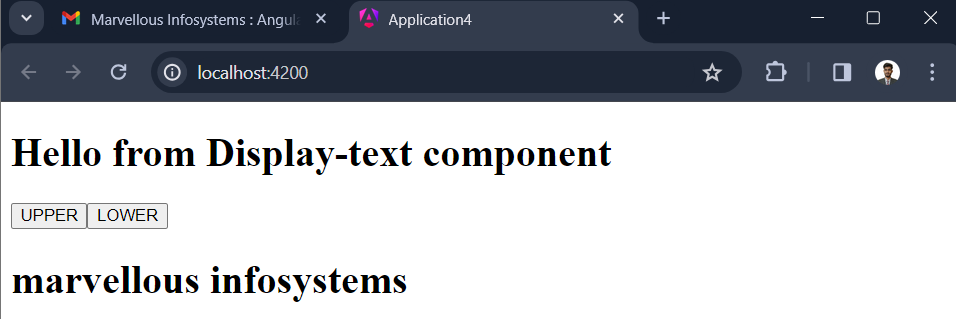 Marvellous Infosystems : Angula
Application4
localhost:4200
Hello from Display-text component
UPPER LOWER
marvellous infosystems